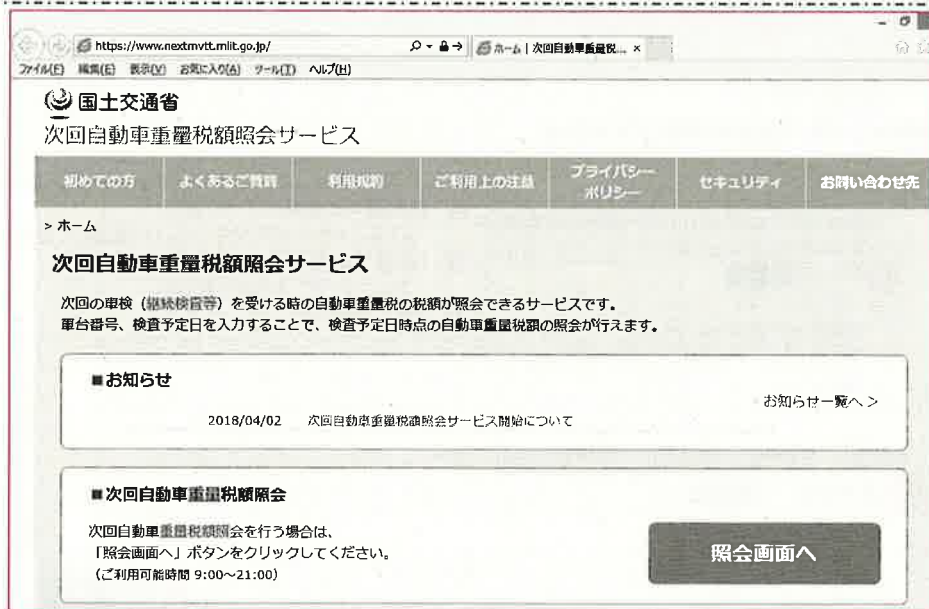 https://www.nextmvtt.mlit.go.jp/
ホーム | 次回自動車重量税... ×
ファイル(F) 編集(E) 表示(V) お気に入り(A) ツール(T) ヘルプ(H)
国土交通省
次回自動車重量税額照会サービス
初めての方 よくあるご質問 利用規約 ご利用上の注意 プライバシー
ポリシー セキュリティ お問い合わせ先
> ホーム
次回自動車重量税額照会サービス
次回の車検（継続検査等）を受ける時の自動車重量税の税額が照会できるサービスです。
車台番号、検査予定日を入力することで、検査予定日時点の自動車重量税額の照会が行えます。
■お知らせ
お知らせ一覧へ >
2018/04/02 次回自動車重量税額照会サービス開始について
■次回自動車重量税額照会
次回自動車重量税額照会を行う場合は、
「照会画面へ」ボタンをクリックしてください。
（ご利用可能時間 9:00～21:00）
照会画面へ